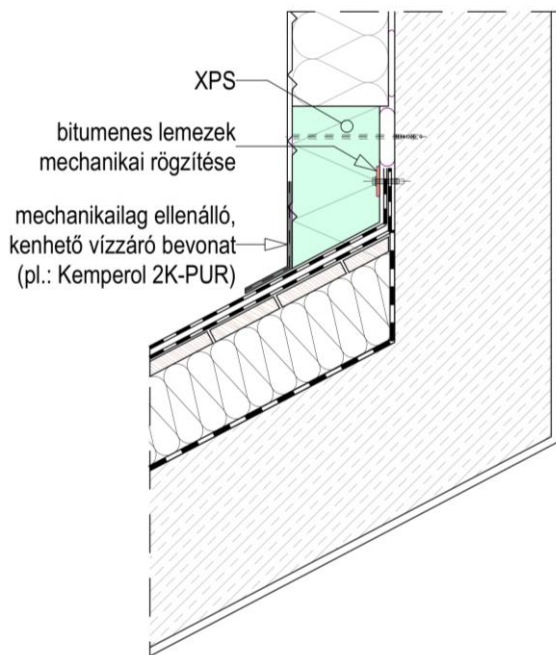 XPS
bitumenes lemezek
mechanikai rögzítése
mechanikailag ellenálló,
kenhető vízzáró bevonat
(pl.: Kemperol 2K-PUR)